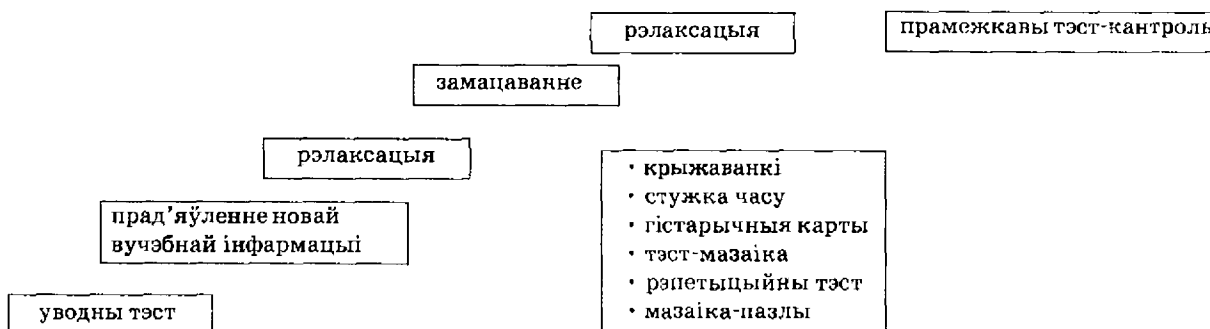 рэлаксацыя
прамежкавы тэст-кантроль
замацаванне
рэлаксацыя
• крыжаванкі
• стужка часу
• гістарычныя карты
• тэст-мазаіка
• рэпетыцыйны тэст
• мазаіка-пазлы
прад’яўленне новай
вучэбнай інфармацыі
уводны тэст